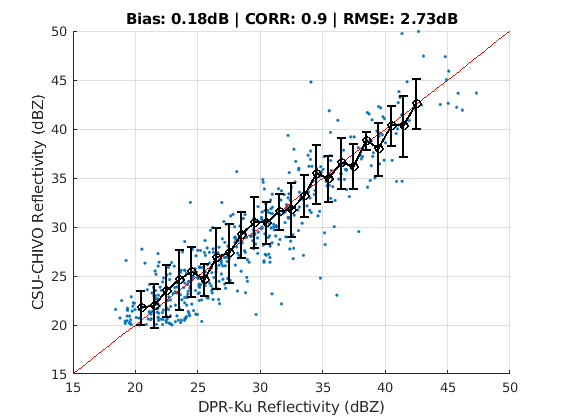 Bias: 0.18dB | CORR: 0.9 | RMSE: 2.73dB
CSU-CHIVO Reflectivity (dBZ)
50
45
40
35
30
25
20
15
15 20 25 30 35 40 45 50
DPR-Ku Reflectivity (dBZ)